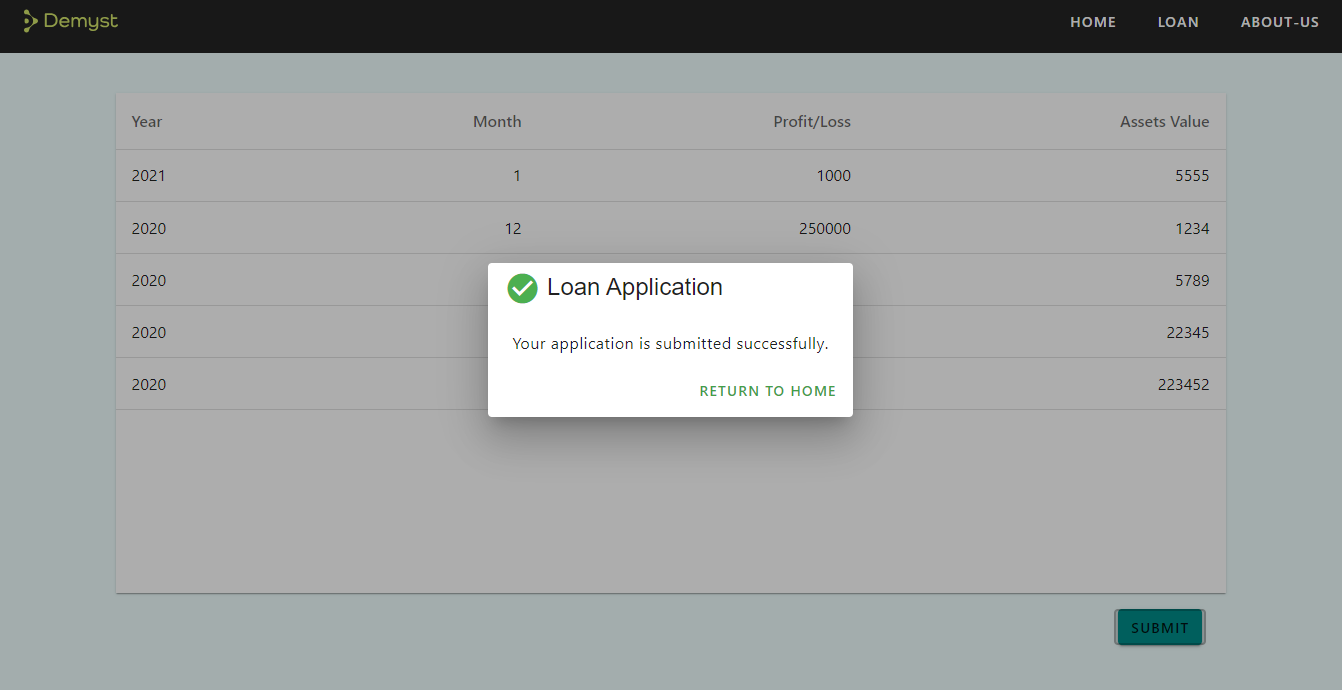 Demyst HOME LOAN ABOUT-US
Year Month Profit/Loss Assets Value
2021 1 1000 5555
2020 12 250000 1234
2020 5789
2020 22345
2020 223452
Loan Application
Your application is submitted successfully.
RETURN TO HOME
SUBMIT